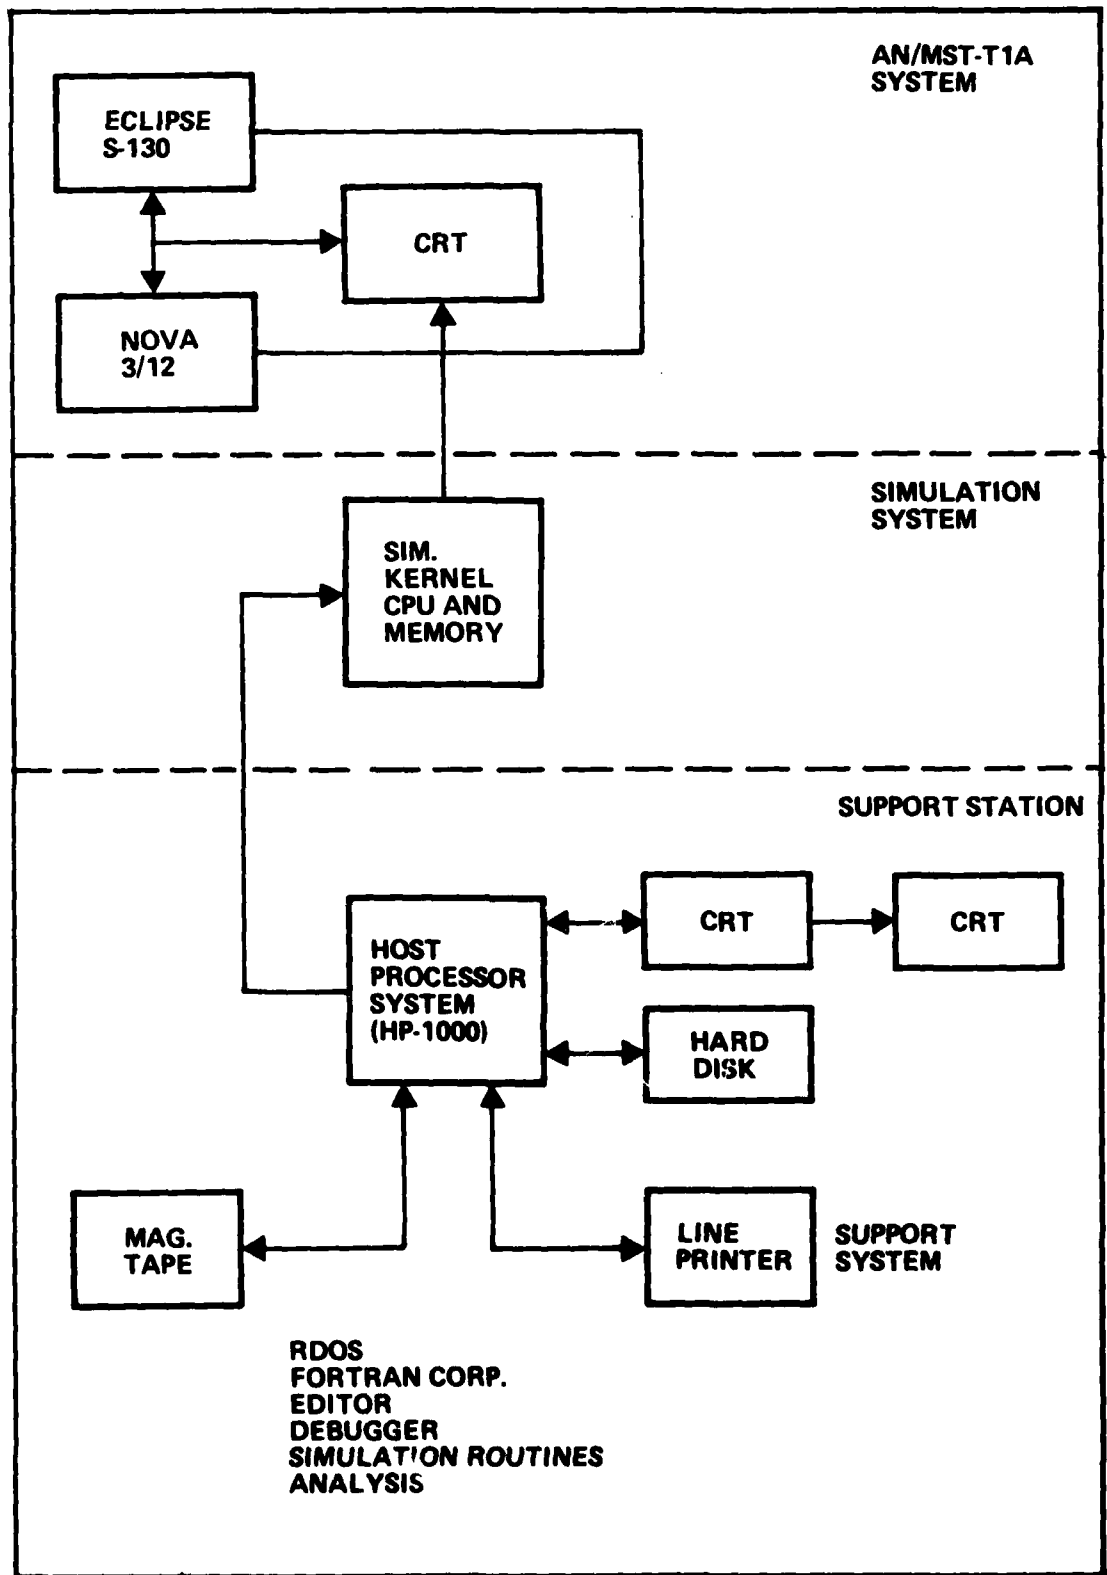 AN/MST-T1A
SYSTEM
ECLIPSE
S-130
CRT
NOVA
3/12
SIMULATION
SYSTEM
SIM.
KERNEL
CPU AND
MEMORY
SUPPORT STATION
HOST
PROCESSOR
SYSTEM
(HP-1000)
CRT
CRT
HARD
DISK
MAG.
TAPE
LINE
PRINTER
SUPPORT
SYSTEM
RDOS
FORTRAN CORP.
EDITOR
DEBUGGER
SIMULATION ROUTINES
ANALYSIS